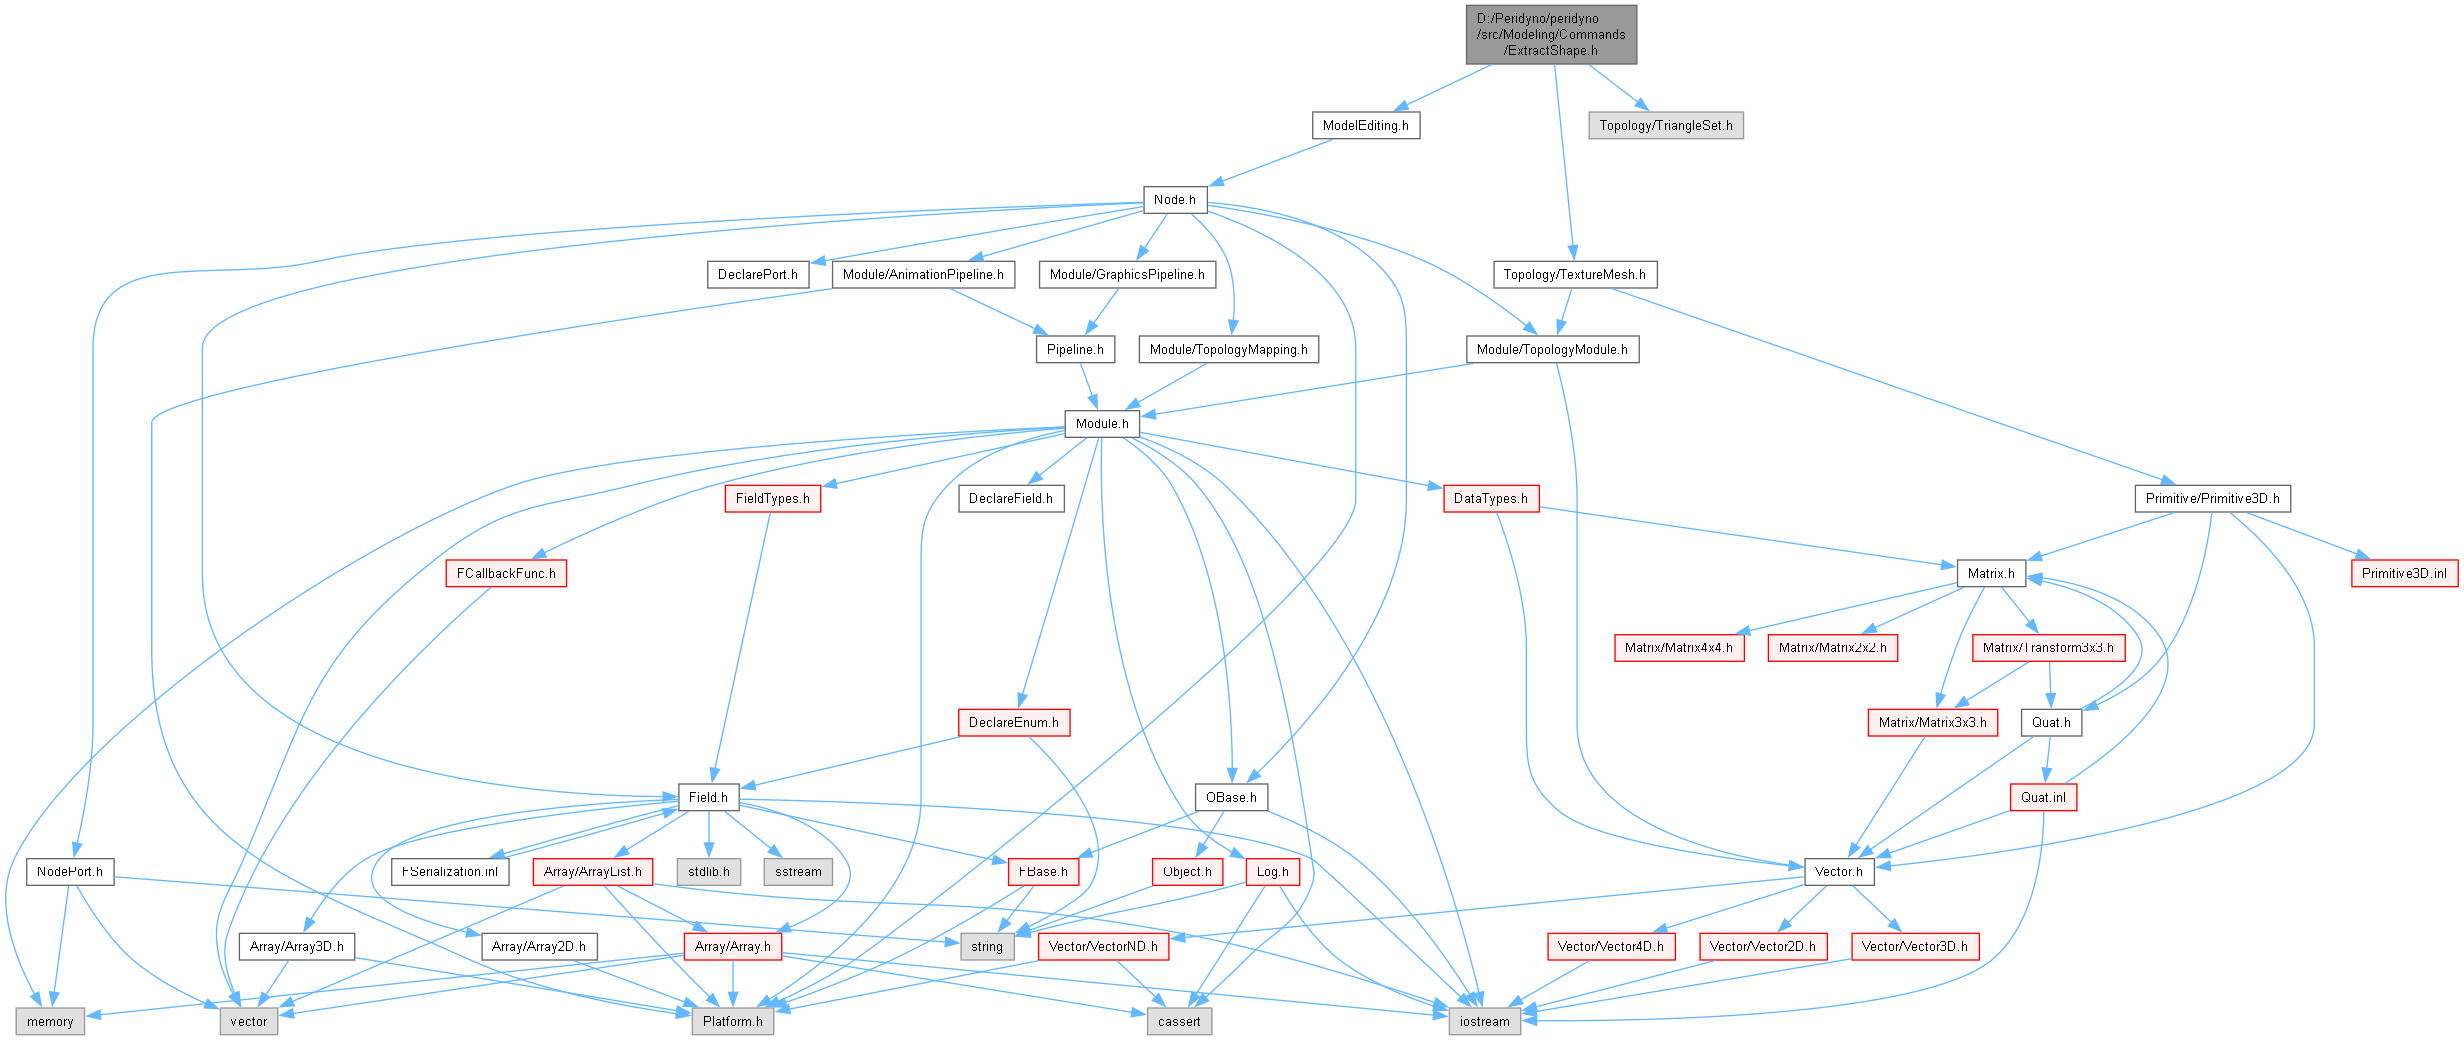 D:/Peridyno/peridyno
/src/Modeling/Commands
/ExtractShape.h
ModelEditing.h
Topology/TriangleSet.h
Node.h
DeclarePort.h
Module/AnimationPipeline.h
Module/GraphicsPipeline.h
Topology/TextureMesh.h
Pipeline.h
Module/TopologyMapping.h
Module/TopologyModule.h
Module.h
FieldTypes.h
DeclareField.h
DataTypes.h
Primitive/Primitive3D.h
FCallbackFunc.h
Matrix.h
Primitive3D.inl
Matrix/Matrix4x4.h
Matrix/Matrix2x2.h
Matrix/Transform3x3.h
DeclareEnum.h
Matrix/Matrix3x3.h
Quat.h
Field.h
OBase.h
Quat.inl
NodePort.h
FSerialization.inl
Array/ArrayList.h
stdlib.h
sstream
FBase.h
Object.h
Log.h
Vector.h
Array/Array3D.h
Array/Array2D.h
Array/Array.h
string
Vector/VectorND.h
Vector/Vector4D.h
Vector/Vector2D.h
Vector/Vector3D.h
memory
vector
Platform.h
cassert
iostream